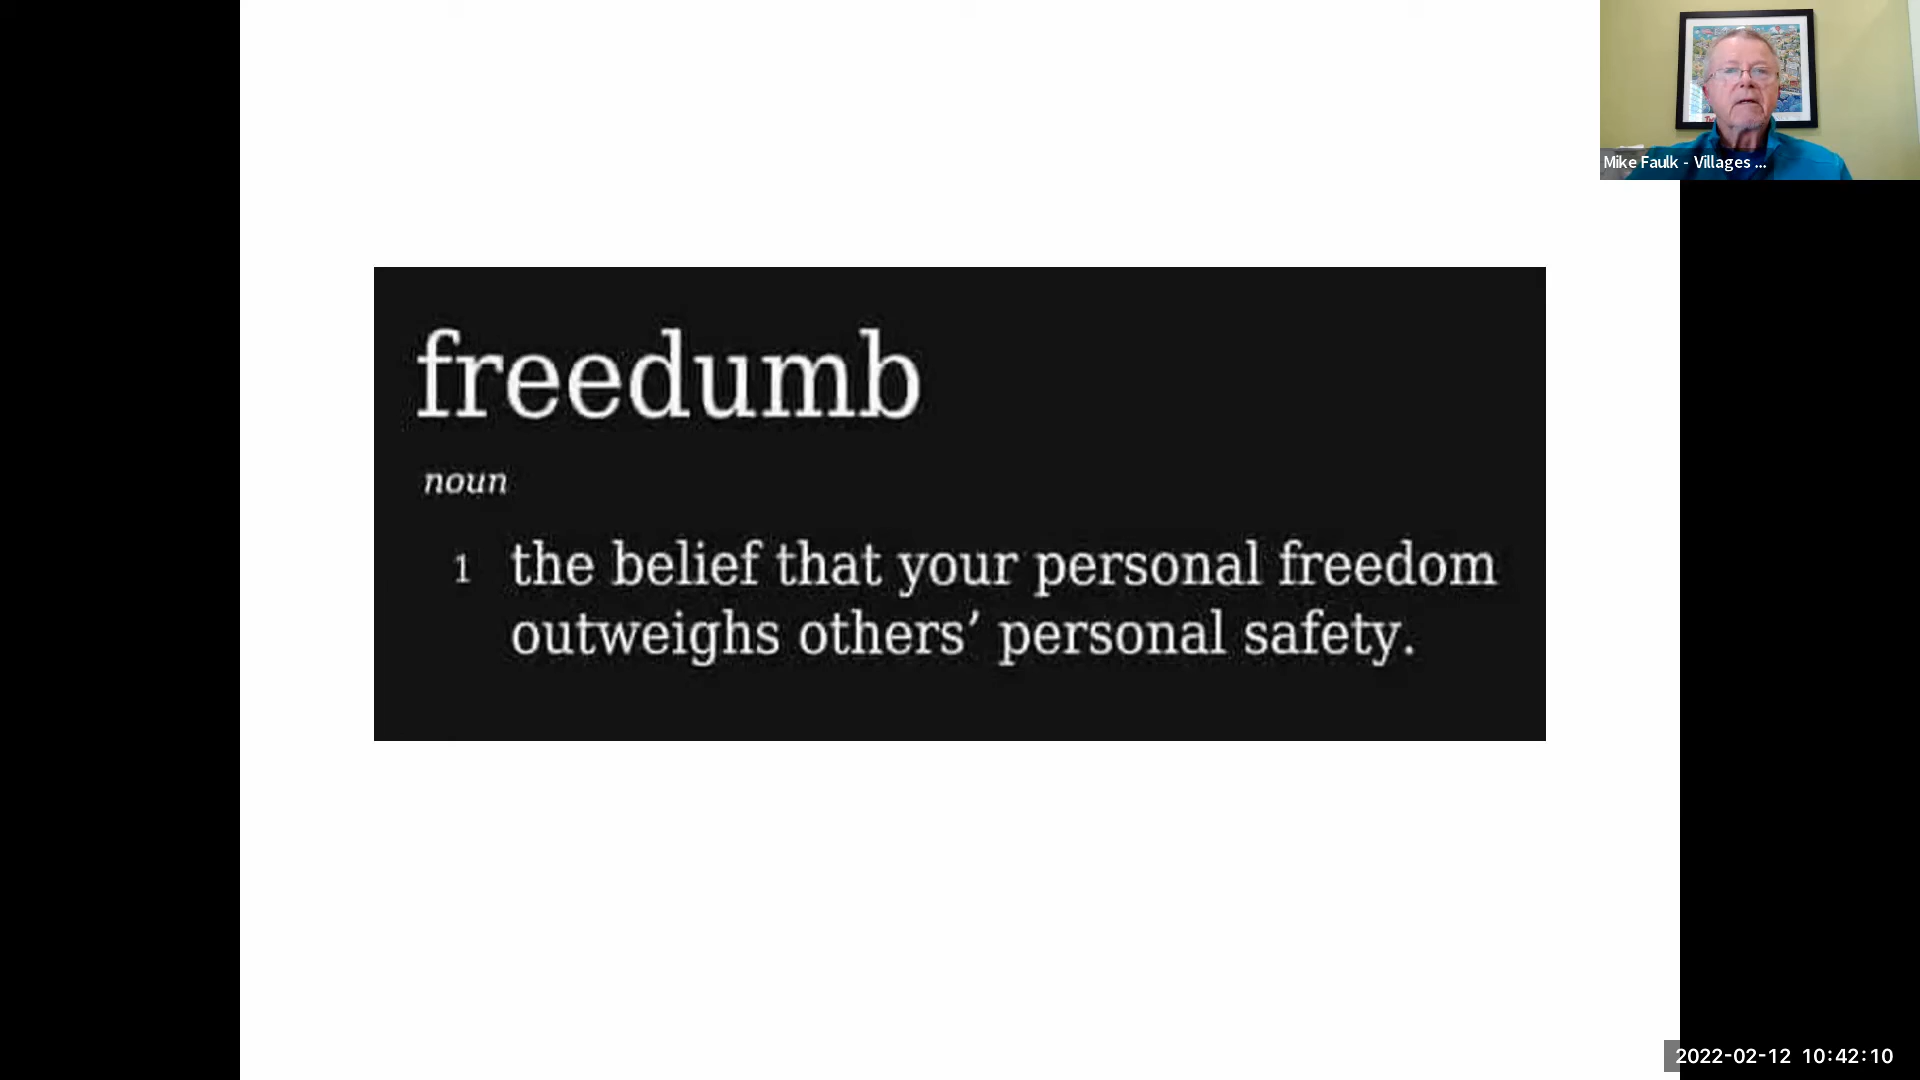 Mike Faulk - Villages ...
freedumb
noun
1 the belief that your personal freedom
outweighs others’ personal safety.
2022-02-12 10:42:10